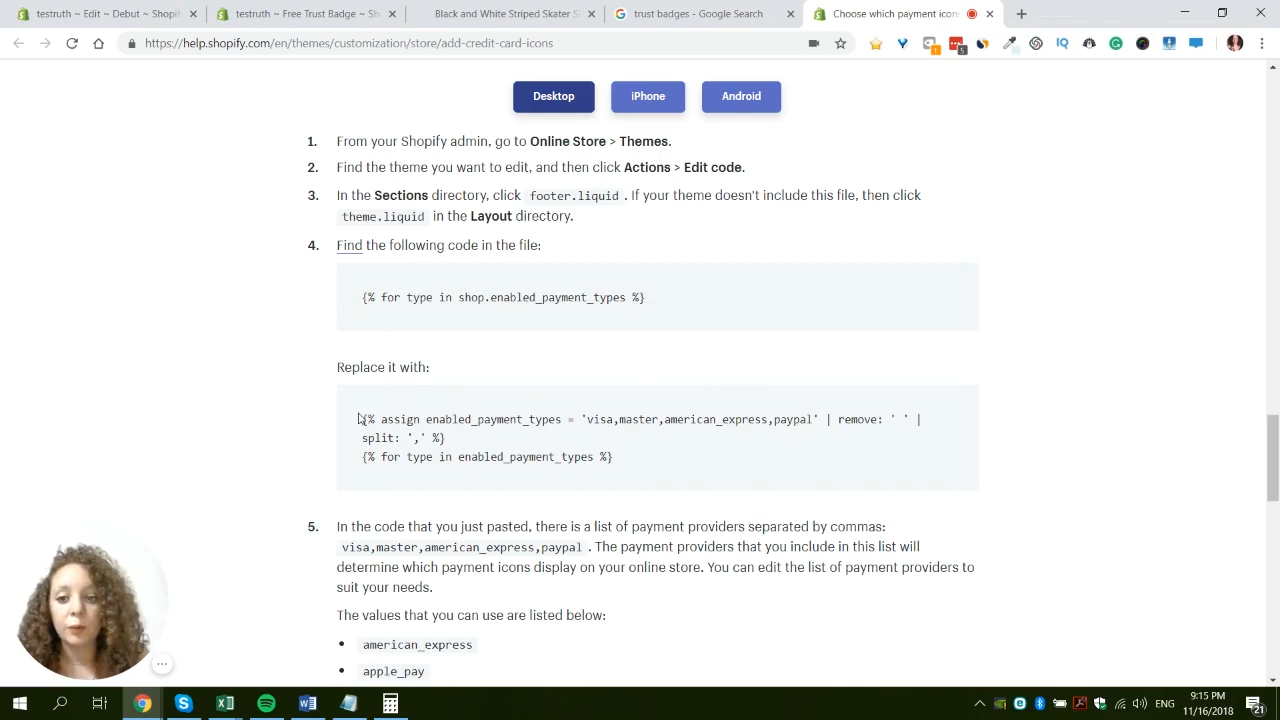 testruth ~ Edit ~ Debut ~ Shopif
testruth ~ Free Trust Badge ~ Sh
Black and White Striped Skater S
trust badges - Google Search
Choose which payment icon
https://help.shopify.com/en/themes/customization/store/add-credit-card-icons
Desktop
iPhone
Android
1. From your Shopify admin, go to Online Store > Themes.
2. Find the theme you want to edit, and then click Actions > Edit code.
3. In the Sections directory, click footer.liquid . If your theme doesn't include this file, then click
theme.liquid in the Layout directory.
4. Find the following code in the file:
{% for type in shop.enabled_payment_types %}
Replace it with:
{% assign enabled_payment_types = 'visa,master,american_express,paypal' | remove: ' ' |
split: ',' %}
{% for type in enabled_payment_types %}
5. In the code that you just pasted, there is a list of payment providers separated by commas:
visa,master,american_express,paypal . The payment providers that you include in this list will
determine which payment icons display on your online store. You can edit the list of payment providers to
suit your needs.
The values that you can use are listed below:
• american_express
• apple_pay
ENG
9:15 PM
11/16/2018
21